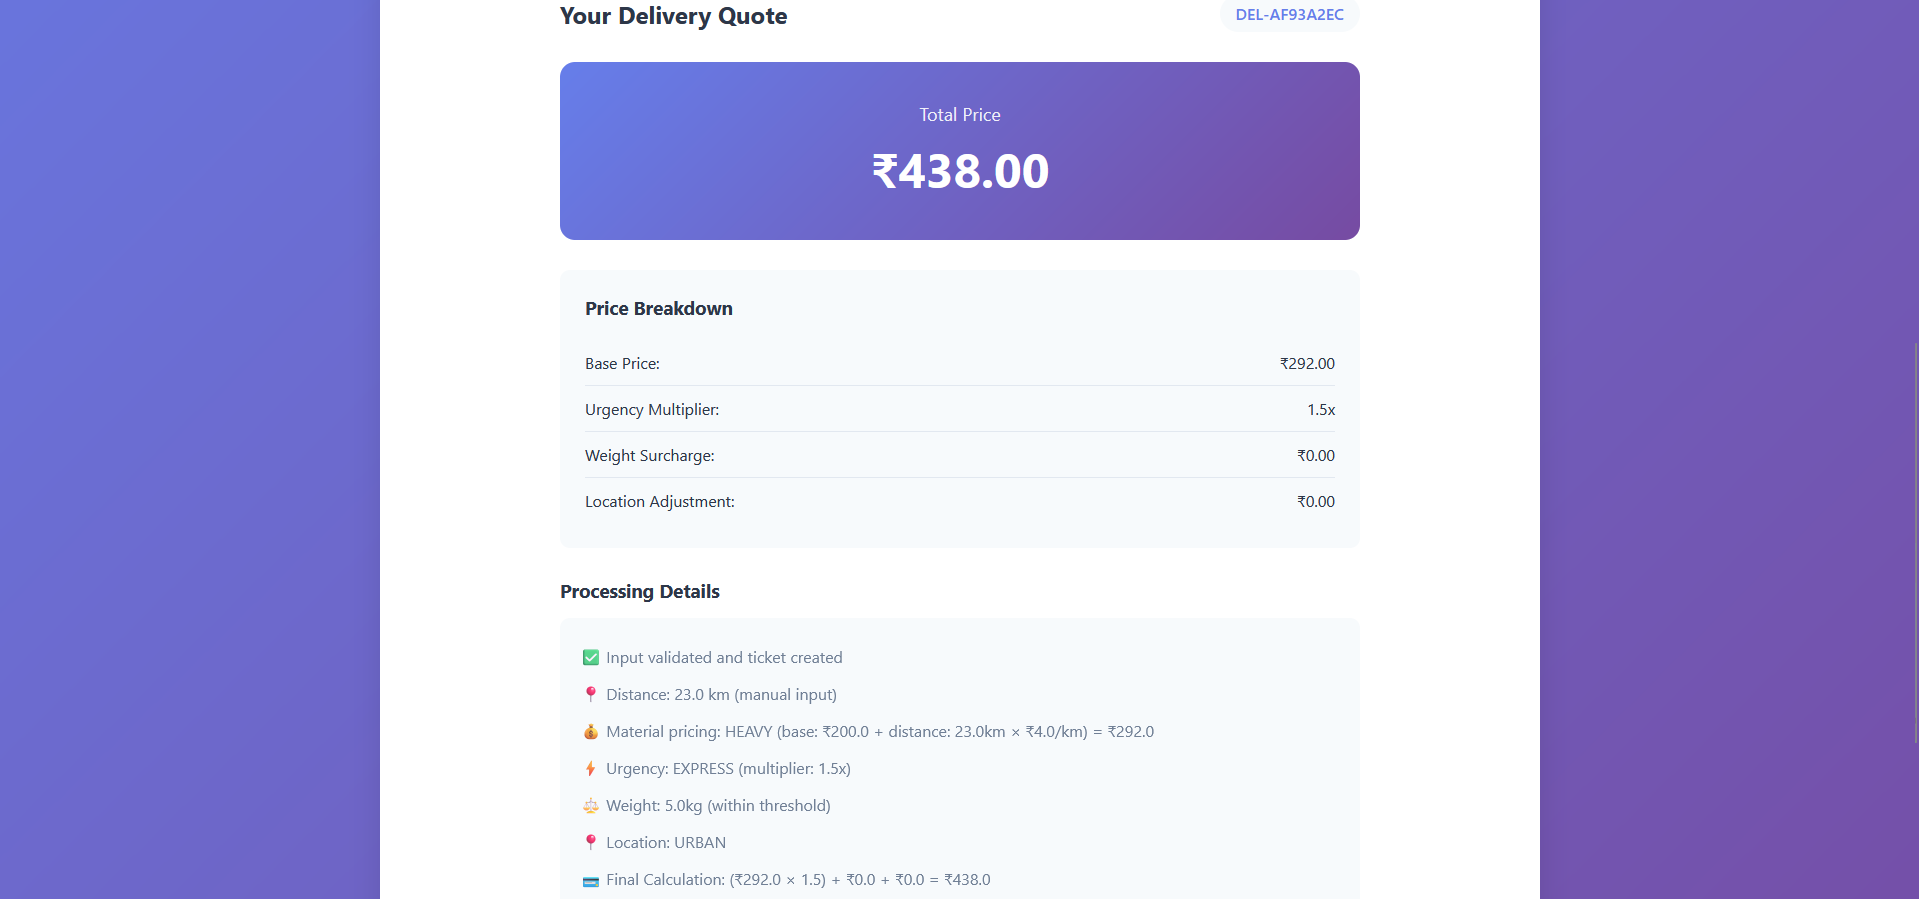 Your Delivery Quote
DEL-AF93A2EC
Total Price
₹438.00
Price Breakdown
Base Price: ₹292.00
Urgency Multiplier: 1.5x
Weight Surcharge: ₹0.00
Location Adjustment: ₹0.00
Processing Details
✅ Input validated and ticket created
📍 Distance: 23.0 km (manual input)
💰 Material pricing: HEAVY (base: ₹200.0 + distance: 23.0km × ₹4.0/km) = ₹292.0
⚡ Urgency: EXPRESS (multiplier: 1.5x)
⚖️ Weight: 5.0kg (within threshold)
📍 Location: URBAN
💳 Final Calculation: (₹292.0 × 1.5) + ₹0.0 + ₹0.0 = ₹438.0